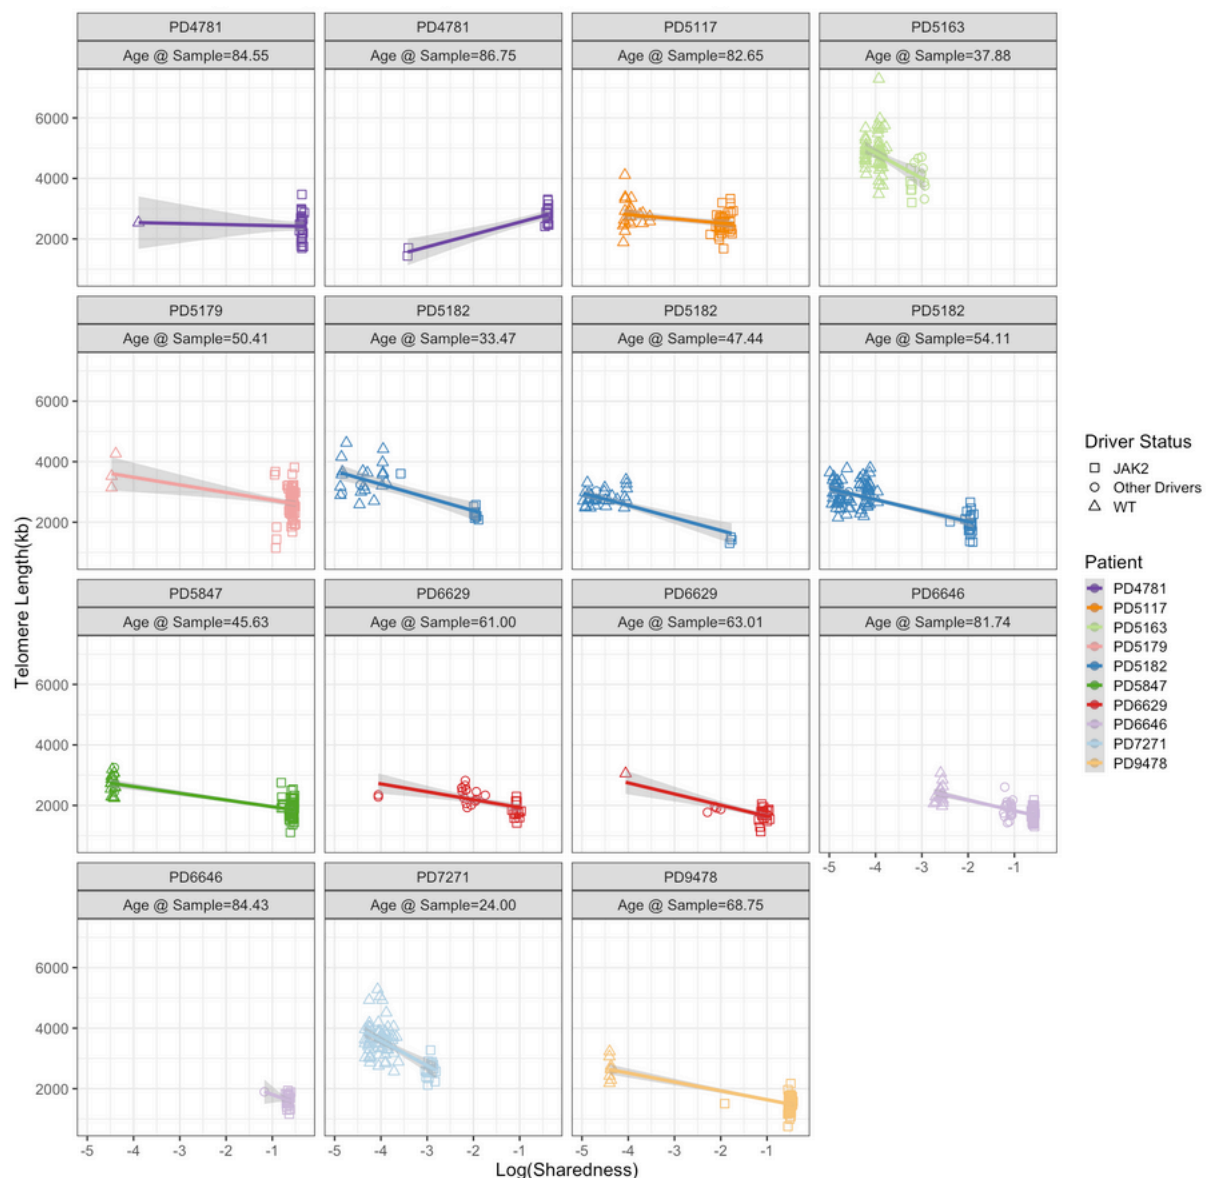 PD4781 PD4781 PD5117 PD5163
Age @ Sample=84.55 Age @ Sample=86.75 Age @ Sample=82.65 Age @ Sample=37.88
6000
4000
2000
PD5179 PD5182 PD5182 PD5182
Age @ Sample=50.41 Age @ Sample=33.47 Age @ Sample=47.44 Age @ Sample=54.11
6000
4000
2000
PD5847 PD6629 PD6629 PD6646
Age @ Sample=45.63 Age @ Sample=61.00 Age @ Sample=63.01 Age @ Sample=81.74
6000
4000
2000
-5 -4 -3 -2 -1
PD6646 PD7271 PD9478
Age @ Sample=84.43 Age @ Sample=24.00 Age @ Sample=68.75
6000
4000
2000
-5 -4 -3 -2 -1 -5 -4 -3 -2 -1 -5 -4 -3 -2 -1
Log(Sharedness)
Telomere Length(kb)
Driver Status
JAK2
Other Drivers
WT
Patient
PD4781
PD5117
PD5163
PD5179
PD5182
PD5847
PD6629
PD6646
PD7271
PD9478